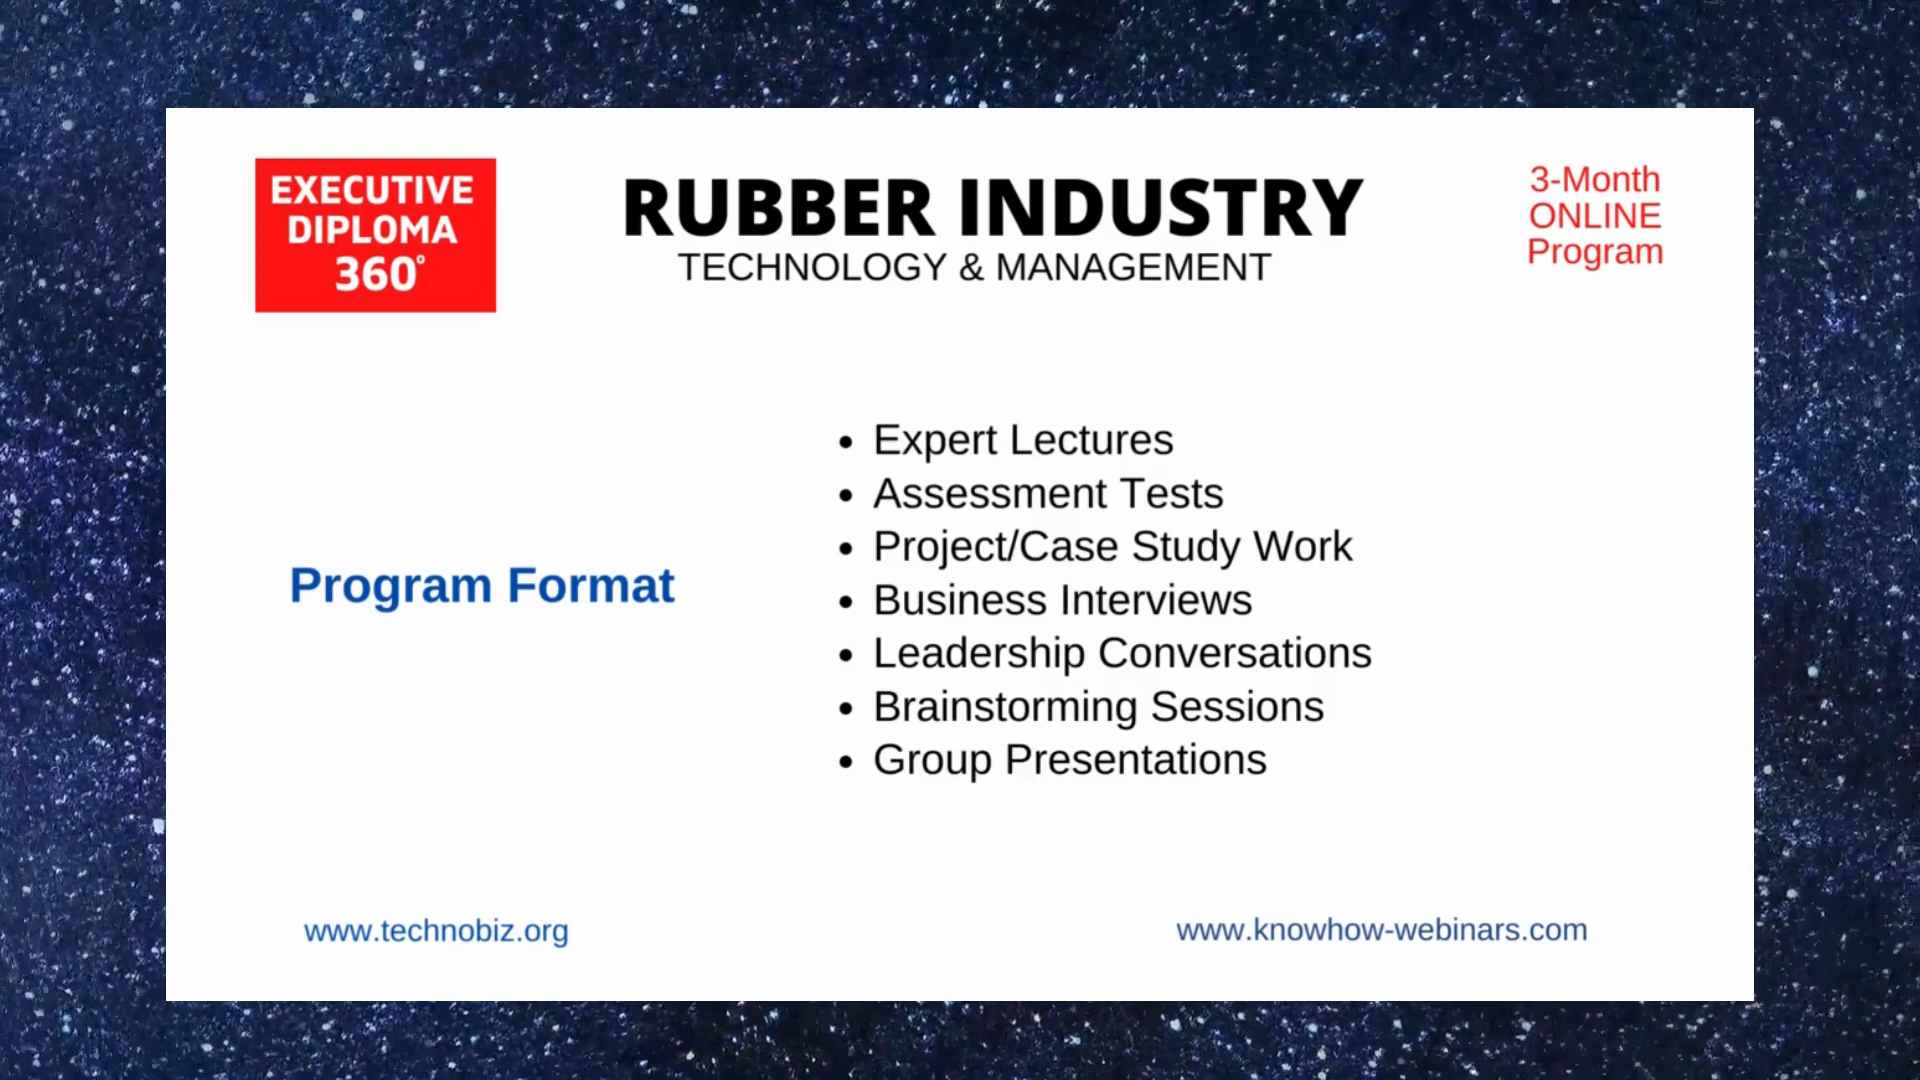 EXECUTIVE
DIPLOMA
360°
RUBBER INDUSTRY
TECHNOLOGY & MANAGEMENT
3-Month
ONLINE
Program
Program Format
• Expert Lectures
• Assessment Tests
• Project/Case Study Work
• Business Interviews
• Leadership Conversations
• Brainstorming Sessions
• Group Presentations
www.technobiz.org
www.knowhow-webinars.com